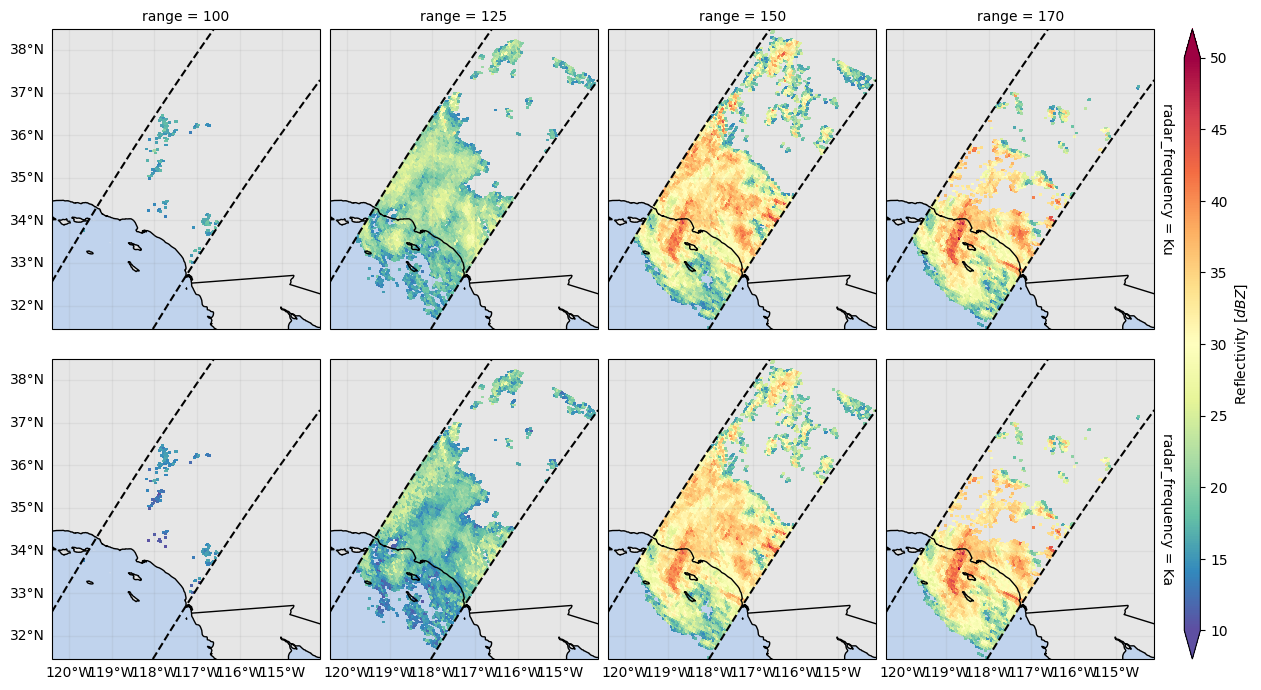 range = 100
range = 125
range = 150
range = 170
38°N
37°N
36°N
35°N
34°N
33°N
32°N
radar_frequency = Ku
50
45
40
35
30
25
20
15
10
Reflectivity [dBZ]
38°N
37°N
36°N
35°N
34°N
33°N
32°N
radar_frequency = Ka
120°W 119°W 118°W 117°W 116°W 115°W
120°W 119°W 118°W 117°W 116°W 115°W
120°W 119°W 118°W 117°W 116°W 115°W
120°W 119°W 118°W 117°W 116°W 115°W